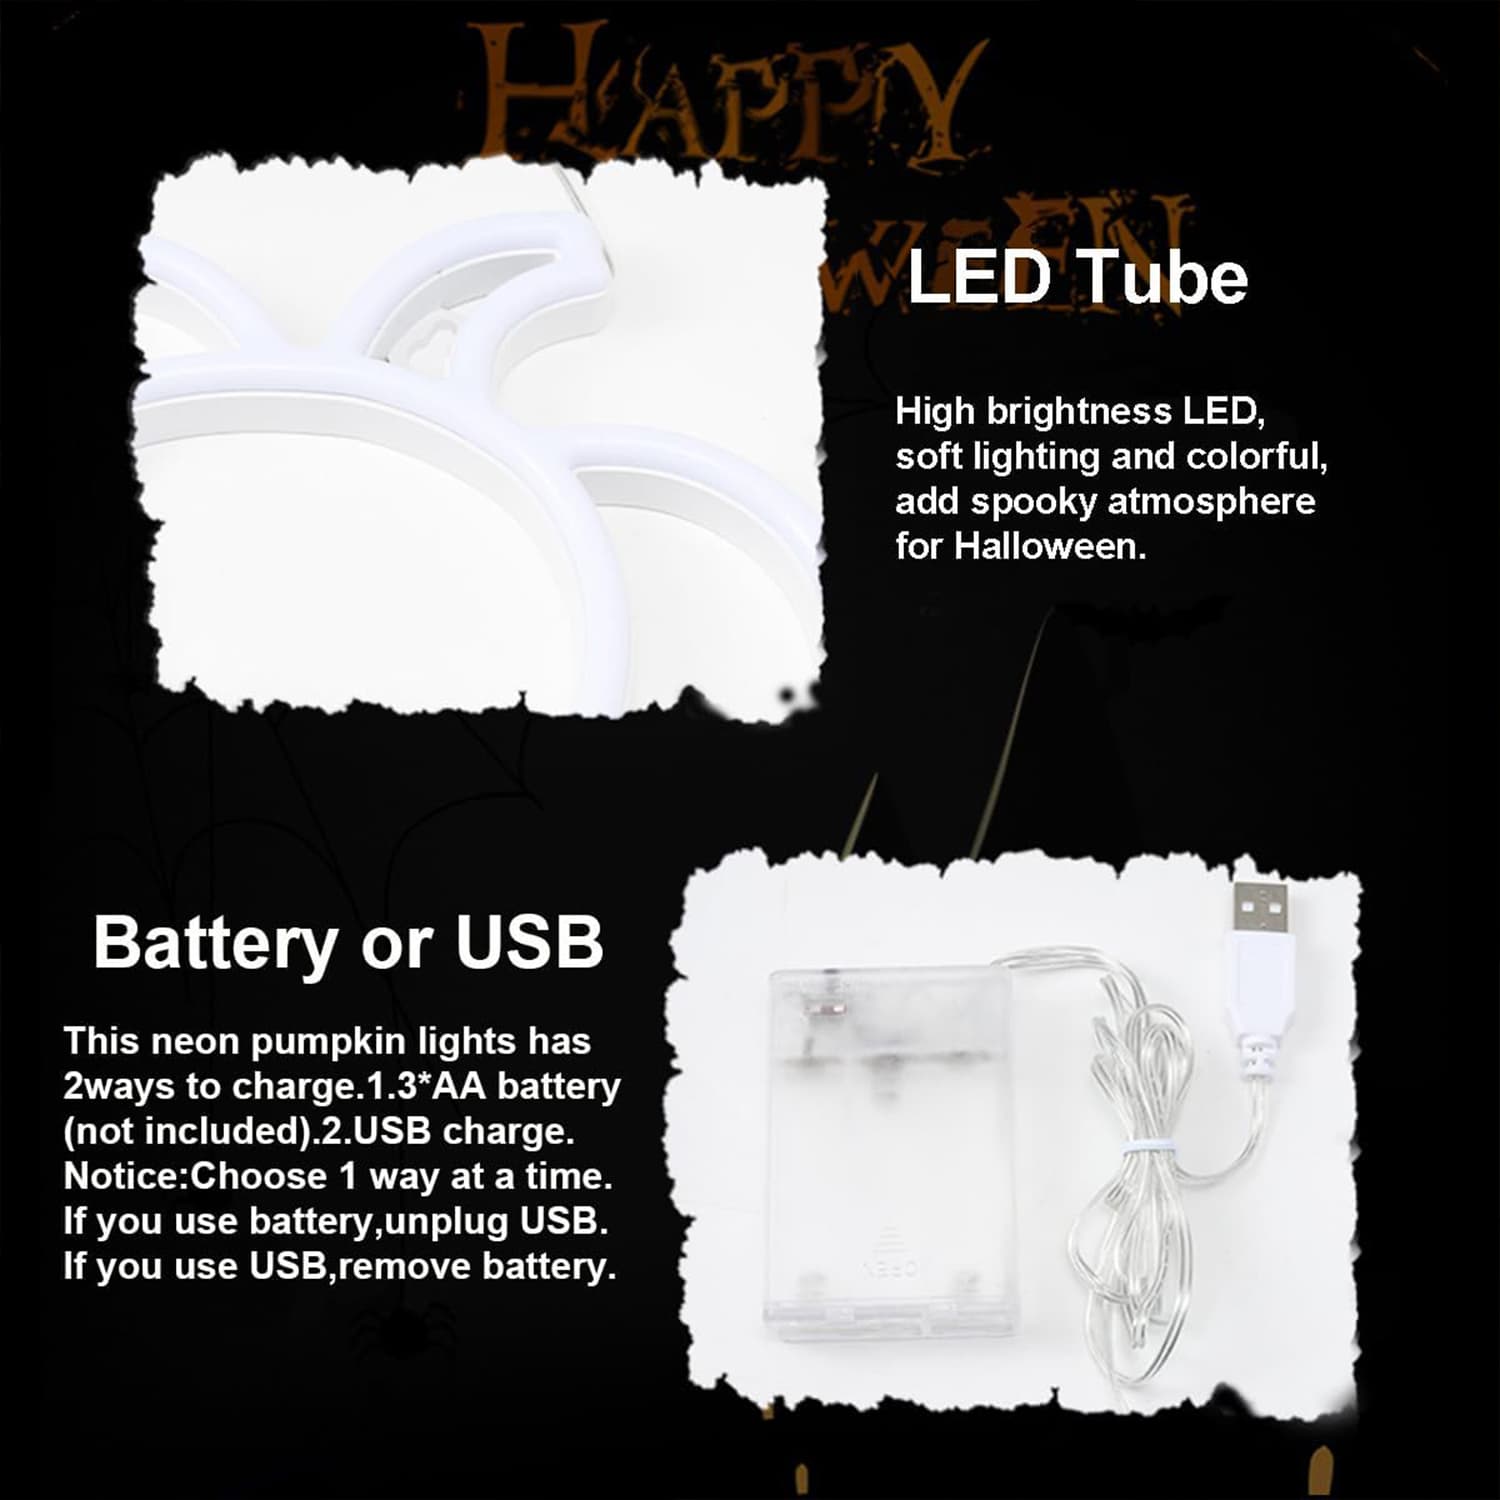 HAPPY
WEEN
LED Tube
High brightness LED,
soft lighting and colorful,
add spooky atmosphere
for Halloween.
Battery or USB
This neon pumpkin lights has
2ways to charge.1.3*AA battery
(not included).2.USB charge.
Notice:Choose 1 way at a time.
If you use battery,unplug USB.
If you use USB,remove battery.
OPEN